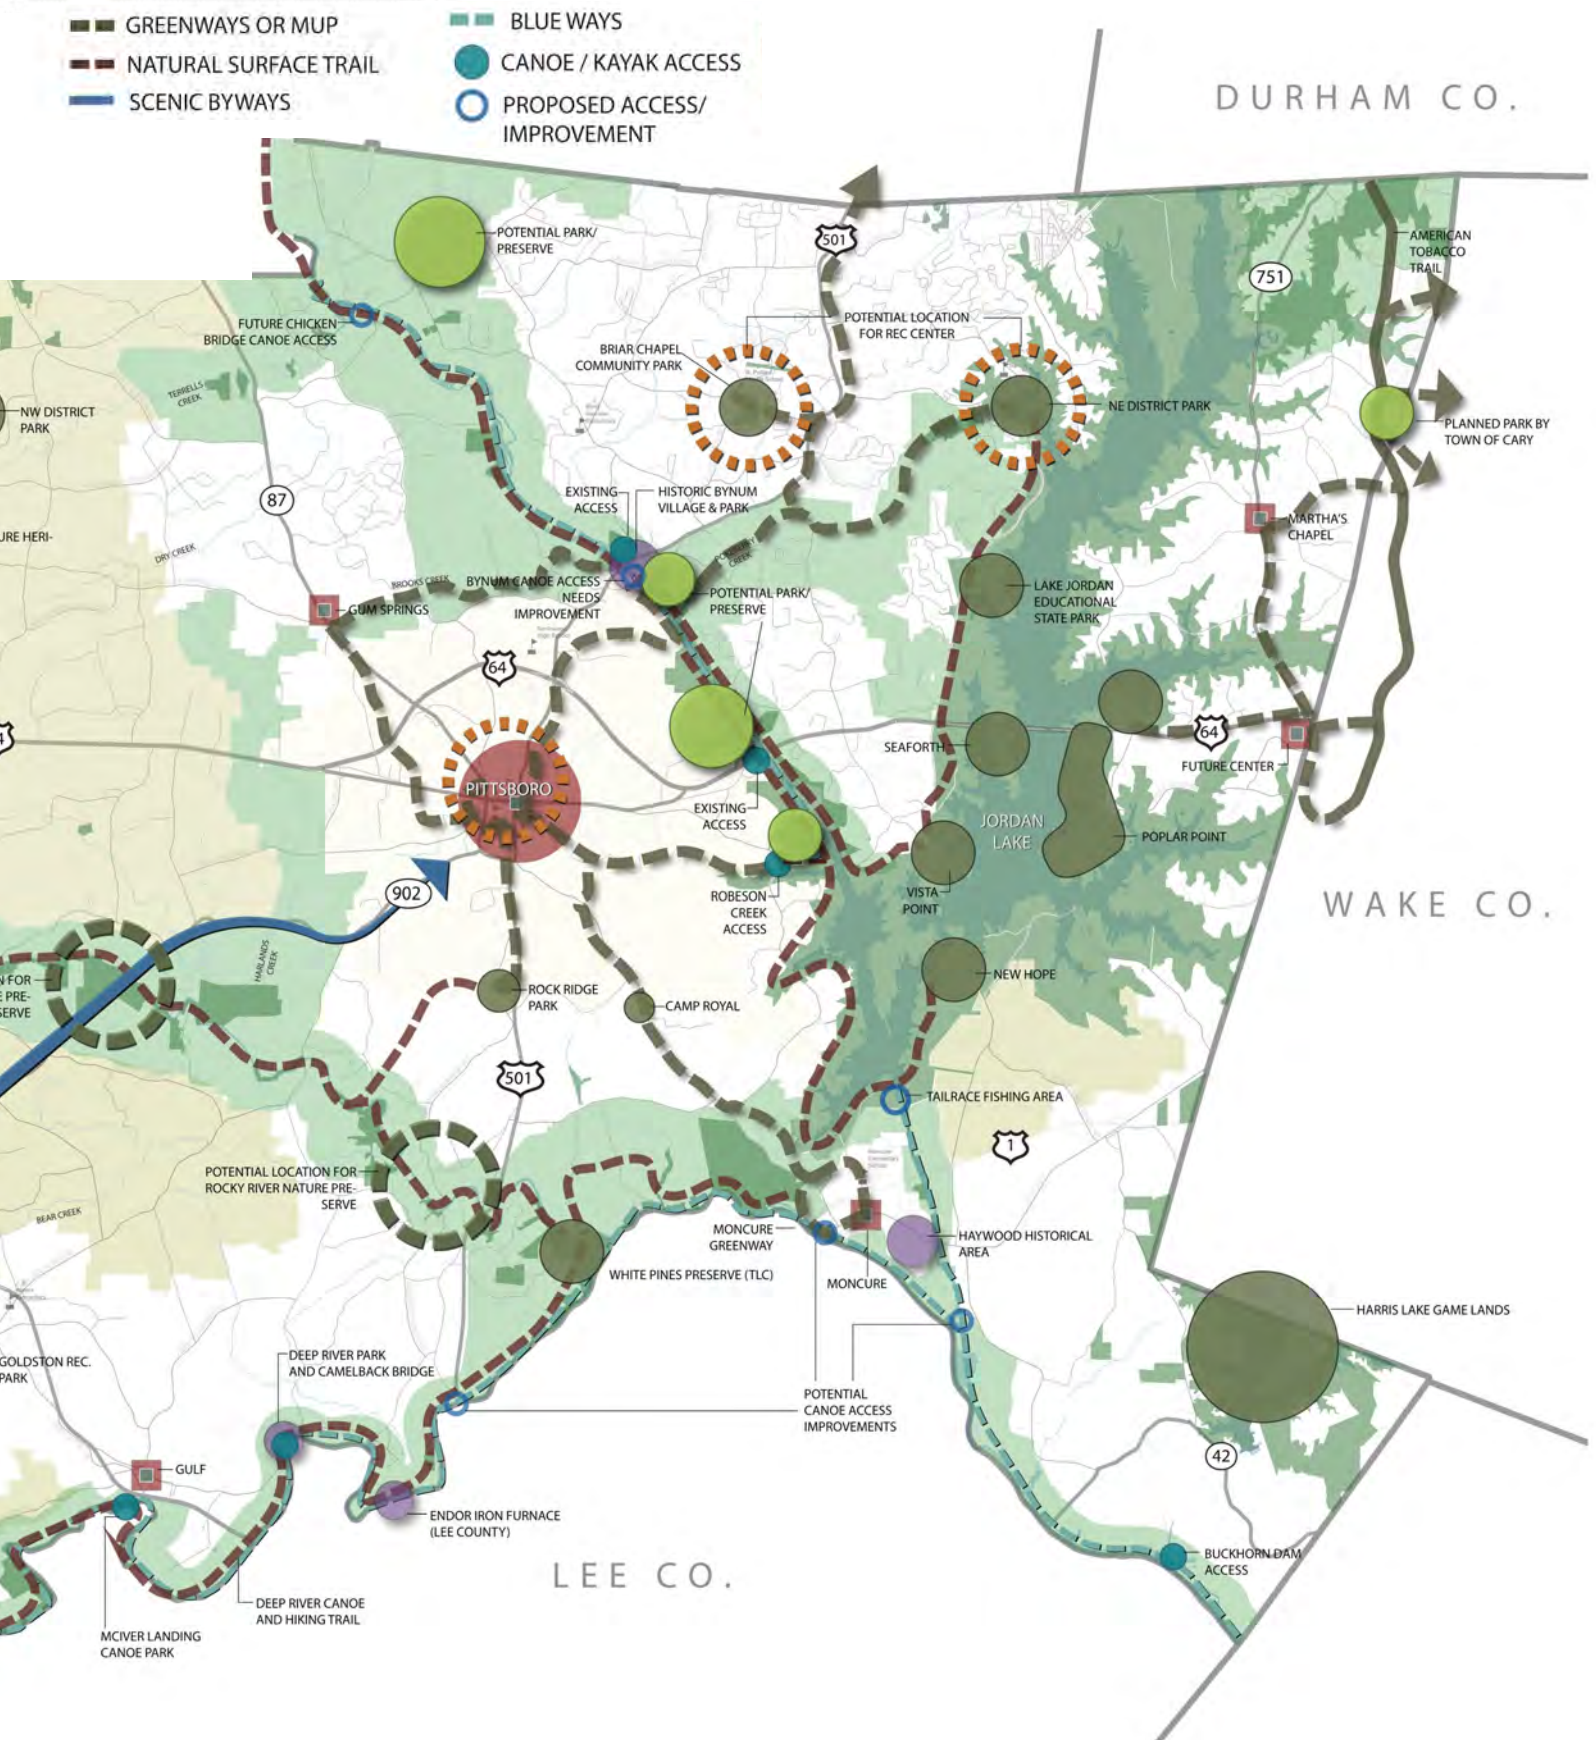 GREENWAYS OR MUP
NATURAL SURFACE TRAIL
SCENIC BYWAYS
BLUE WAYS
CANOE / KAYAK ACCESS
PROPOSED ACCESS/
IMPROVEMENT
DURHAM CO.
POTENTIAL PARK/
PRESERVE
501
AMERICAN
TOBACCO
TRAIL
751
FUTURE CHICKEN
BRIDGE CANOE ACCESS
POTENTIAL LOCATION
FOR REC CENTER
BRIAR CHAPEL
COMMUNITY PARK
TERRELLS
CREEK
NW DISTRICT
PARK
NE DISTRICT PARK
PLANNED PARK BY
TOWN OF CARY
87
EXISTING
ACCESS
HISTORIC BYNUM
VILLAGE & PARK
MARTHA'S
CHAPEL
URE HERI-
DRY CREEK
CREEK
BROOKS CREEK
BYNUM CANOE ACCESS
NEEDS
IMPROVEMENT
POTENTIAL PARK/
PRESERVE
LAKE JORDAN
EDUCATIONAL
STATE PARK
GUM SPRINGS
64
64
SEAFORTH
FUTURE CENTER
PITTSBORO
EXISTING
ACCESS
JORDAN
LAKE
POPLAR POINT
902
ROBESON
CREEK
ACCESS
VISTA
POINT
WAKE CO.
HARLANDS
CREEK
N FOR
E PRE-
SERVE
ROCK RIDGE
PARK
CAMP ROYAL
NEW HOPE
501
TAILRACE FISHING AREA
1
POTENTIAL LOCATION FOR
ROCKY RIVER NATURE PRE-
SERVE
BEAR CREEK
MONCURE
GREENWAY
HAYWOOD HISTORICAL
AREA
WHITE PINES PRESERVE (TLC)
MONCURE
HARRIS LAKE GAME LANDS
GOLDSTON REC.
PARK
DEEP RIVER PARK
AND CAMELBACK BRIDGE
POTENTIAL
CANOE ACCESS
IMPROVEMENTS
42
GULF
ENDOR IRON FURNACE
(LEE COUNTY)
LEE CO.
BUCKHORN DAM
ACCESS
DEEP RIVER CANOE
AND HIKING TRAIL
MCIVER LANDING
CANOE PARK